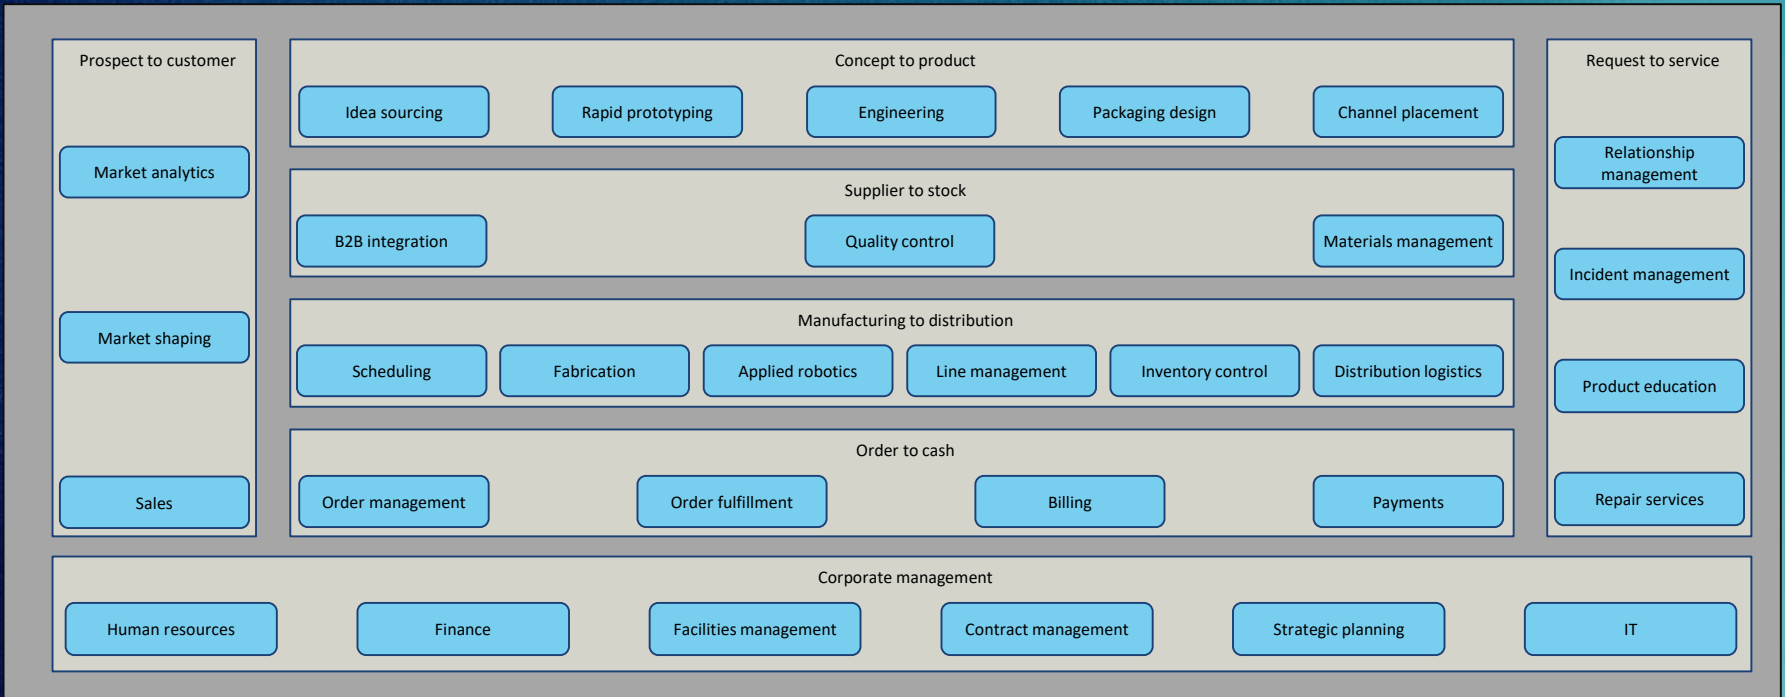 Prospect to customer
Market analytics
Market shaping
Sales
Concept to product
Idea sourcing
Rapid prototyping
Engineering
Packaging design
Channel placement
Supplier to stock
B2B integration
Quality control
Materials management
Manufacturing to distribution
Scheduling
Fabrication
Applied robotics
Line management
Inventory control
Distribution logistics
Order to cash
Order management
Order fulfillment
Billing
Payments
Request to service
Relationship
management
Incident management
Product education
Repair services
Corporate management
Human resources
Finance
Facilities management
Contract management
Strategic planning
IT